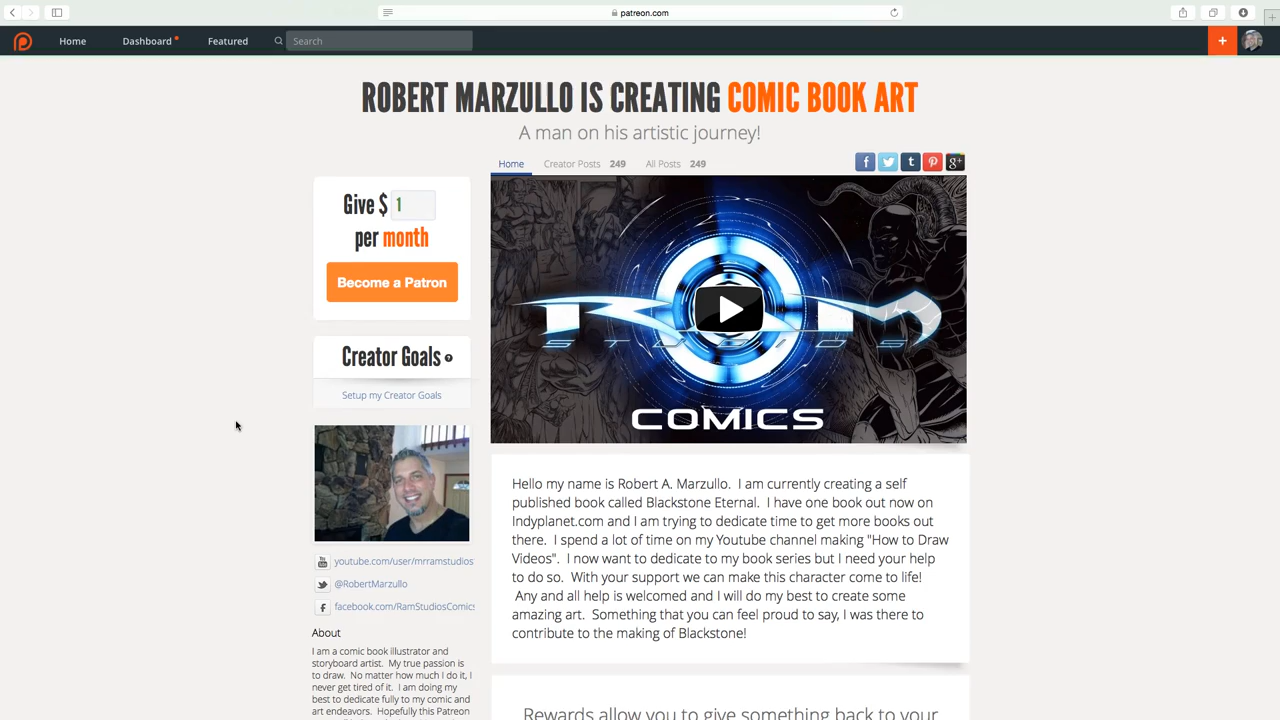 patreon.com
Home Dashboard Featured Search +
ROBERT MARZULLO IS CREATING COMIC BOOK ART
A man on his artistic journey!
Home Creator Posts 249 All Posts 249
f t g+
Give $ 1
per month
Become a Patron
Creator Goals ?
Setup my Creator Goals
RAM
STUDIOS
COMICS
youtube.com/user/mrramstudios
@RobertMarzullo
facebook.com/RamStudiosComics
About
I am a comic book illustrator and
storyboard artist. My true passion is
to draw. No matter how much I do it, I
never get tired of it. I am doing my
best to dedicate fully to my comic and
art endeavors. Hopefully this Patreon
Hello my name is Robert A. Marzullo. I am currently creating a self
published book called Blackstone Eternal. I have one book out now on
Indyplanet.com and I am trying to dedicate time to get more books out
there. I spend a lot of time on my Youtube channel making "How to Draw
Videos". I now want to dedicate to my book series but I need your help
to do so. With your support we can make this character come to life!
Any and all help is welcomed and I will do my best to create some
amazing art. Something that you can feel proud to say, I was there to
contribute to the making of Blackstone!
Rewards allow you to give something back to your